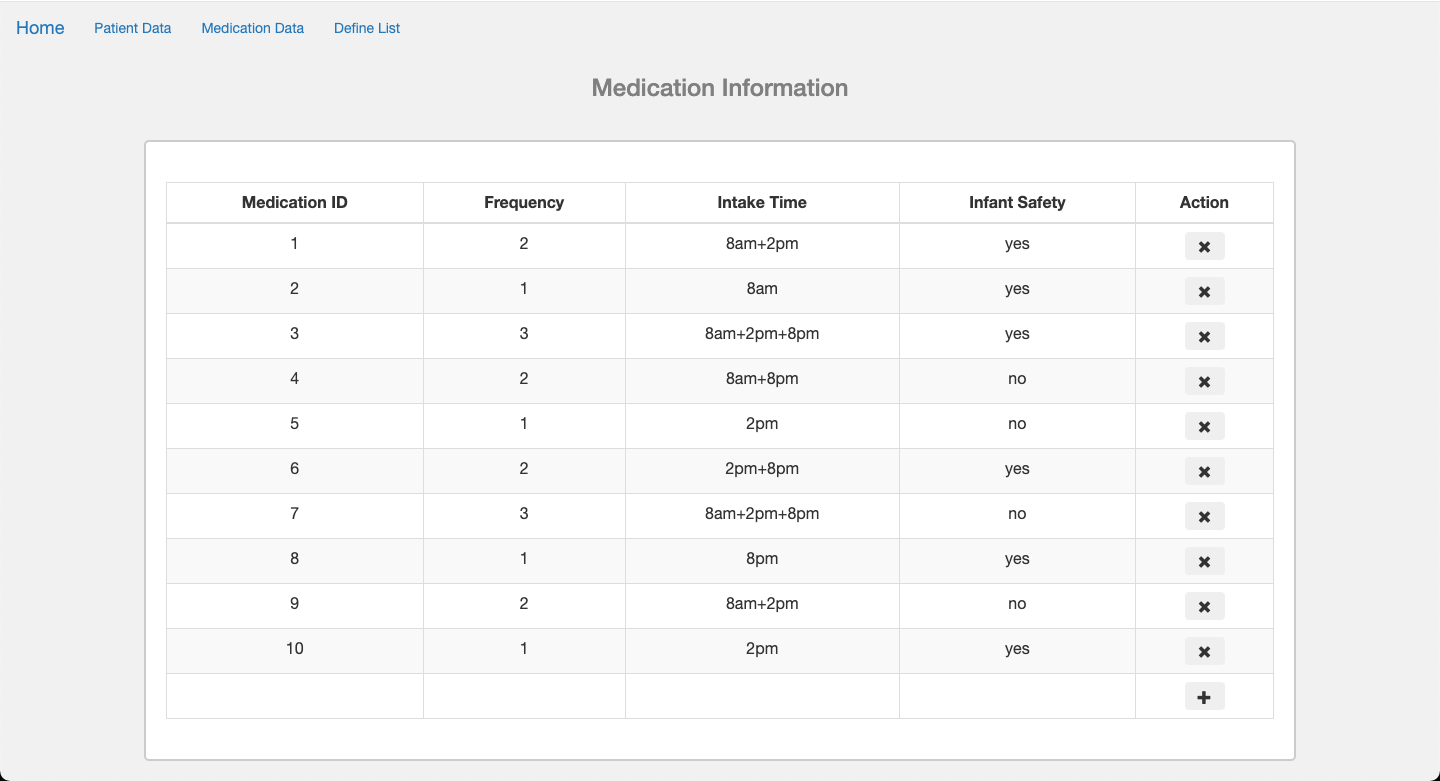 Home Patient Data Medication Data Define List
Medication Information
Medication ID Frequency Intake Time Infant Safety Action
1 2 8am+2pm yes
2 1 8am yes
3 3 8am+2pm+8pm yes
4 2 8am+8pm no
5 1 2pm no
6 2 2pm+8pm yes
7 3 8am+2pm+8pm no
8 1 8pm yes
9 2 8am+2pm no
10 1 2pm yes